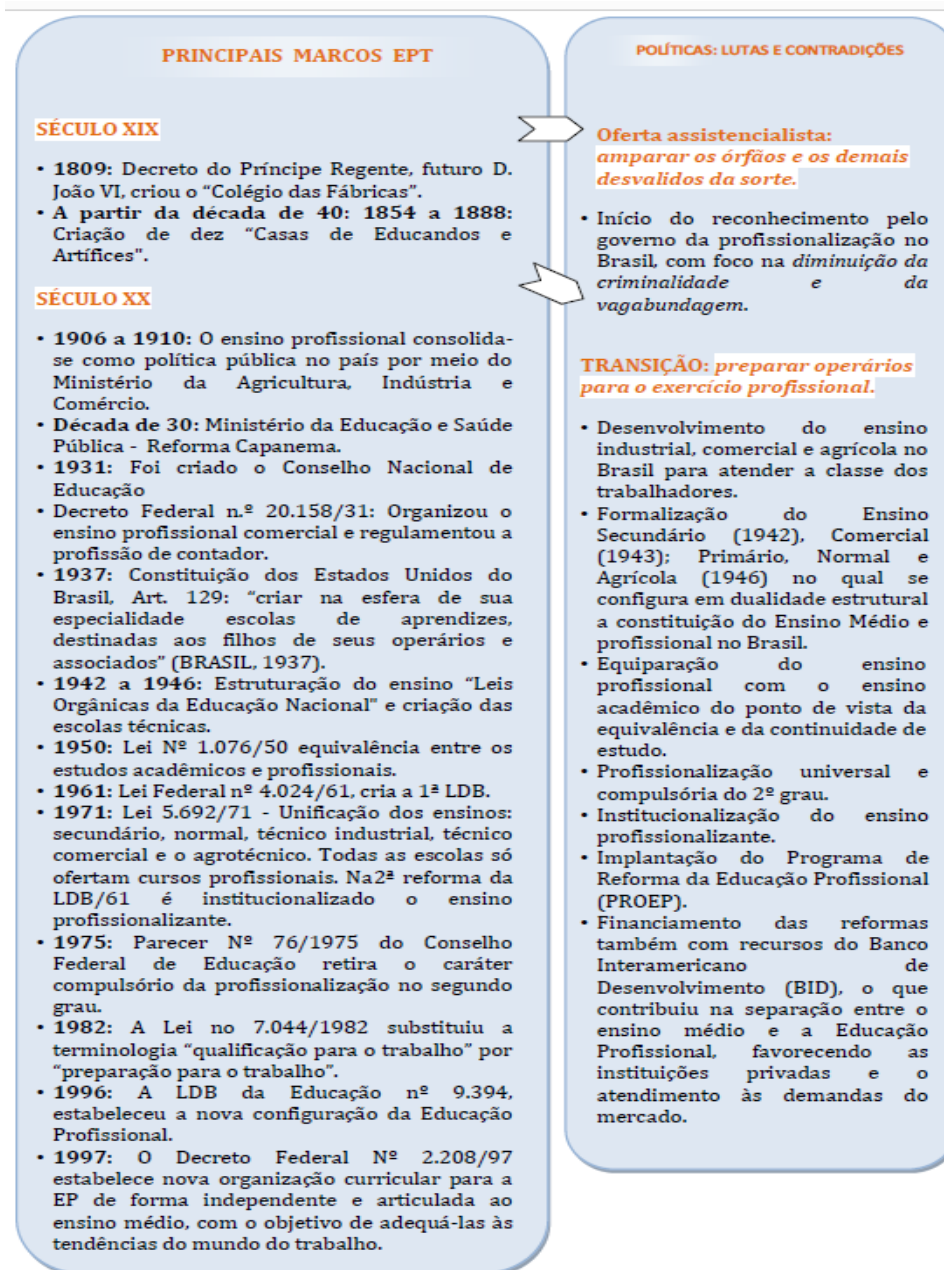 PRINCIPAIS MARCOS EPT
SÉCULO XIX
• 1809: Decreto do Príncipe Regente, futuro D.
João VI, criou o “Colégio das Fábricas”.
• A partir da década de 40: 1854 a 1888:
Criação de dez “Casas de Educandos e
Artífices”.
SÉCULO XX
• 1906 a 1910: O ensino profissional consolida-
se como política pública no país por meio do
Ministério da Agricultura, Indústria e
Comércio.
• Década de 30: Ministério da Educação e Saúde
Pública - Reforma Capanema.
• 1931: Foi criado o Conselho Nacional de
Educação
• Decreto Federal n.º 20.158/31: Organizou o
ensino profissional comercial e regulamentou a
profissão de contador.
• 1937: Constituição dos Estados Unidos do
Brasil, Art. 129: “criar na esfera de sua
especialidade escolas de aprendizes,
destinadas aos filhos de seus operários e
associados” (BRASIL, 1937).
• 1942 a 1946: Estruturação do ensino “Leis
Orgânicas da Educação Nacional” e criação das
escolas técnicas.
• 1950: Lei Nº 1.076/50 equivalência entre os
estudos acadêmicos e profissionais.
• 1961: Lei Federal nº 4.024/61, cria a 1ª LDB.
• 1971: Lei 5.692/71 - Unificação dos ensinos:
secundário, normal, técnico industrial, técnico
comercial e o agrotécnico. Todas as escolas só
ofertam cursos profissionais. Na2ª reforma da
LDB/61 é institucionalizado o ensino
profissionalizante.
• 1975: Parecer Nº 76/1975 do Conselho
Federal de Educação retira o caráter
compulsório da profissionalização no segundo
grau.
• 1982: A Lei no 7.044/1982 substituiu a
terminologia “qualificação para o trabalho” por
“preparação para o trabalho”.
• 1996: A LDB da Educação nº 9.394,
estabeleceu a nova configuração da Educação
Profissional.
• 1997: O Decreto Federal Nº 2.208/97
estabelece nova organização curricular para a
EP de forma independente e articulada ao
ensino médio, com o objetivo de adequá-las às
tendências do mundo do trabalho.
POLÍTICAS: LUTAS E CONTRADIÇÕES
Oferta assistencialista:
amparar os órfãos e os demais
desvalidos da sorte.
• Início do reconhecimento pelo
governo da profissionalização no
Brasil, com foco na diminuição da
criminalidade e da
vagabundagem.
TRANSIÇÃO: preparar operários
para o exercício profissional.
• Desenvolvimento do ensino
industrial, comercial e agrícola no
Brasil para atender a classe dos
trabalhadores.
• Formalização do Ensino
Secundário (1942), Comercial
(1943); Primário, Normal e
Agrícola (1946) no qual se
configura em dualidade estrutural
a constituição do Ensino Médio e
profissional no Brasil.
• Equiparação do ensino
profissional com o ensino
acadêmico do ponto de vista da
equivalência e da continuidade de
estudo.
• Profissionalização universal e
compulsória do 2º grau.
• Institucionalização do ensino
profissionalizante.
• Implantação do Programa de
Reforma da Educação Profissional
(PROEP).
• Financiamento das reformas
também com recursos do Banco
Interamericano de
Desenvolvimento (BID), o que
contribuiu na separação entre o
ensino médio e a Educação
Profissional, favorecendo as
instituições privadas e o
atendimento às demandas do
mercado.